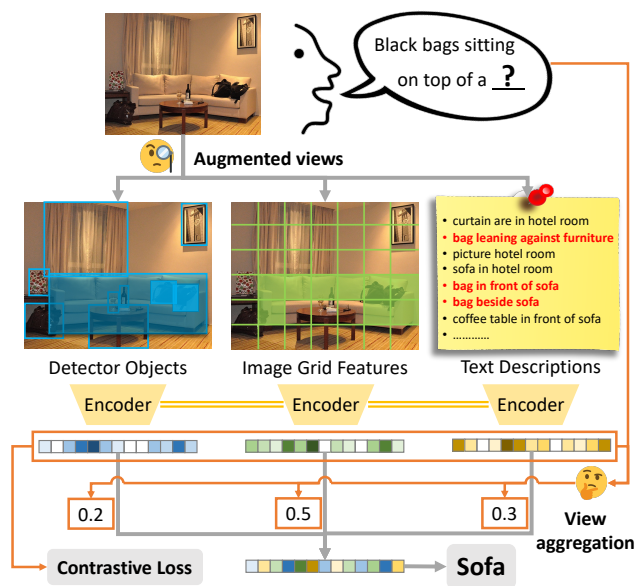 Black bags sitting
on top of a ?
Augmented views
• curtain are in hotel room
• bag leaning against furniture
• picture hotel room
• sofa in hotel room
• bag in front of sofa
• bag beside sofa
• coffee table in front of sofa
• …………
Detector Objects
Image Grid Features
Text Descriptions
Encoder
Encoder
Encoder
0.2
0.5
0.3
View
aggregation
Contrastive Loss
Sofa